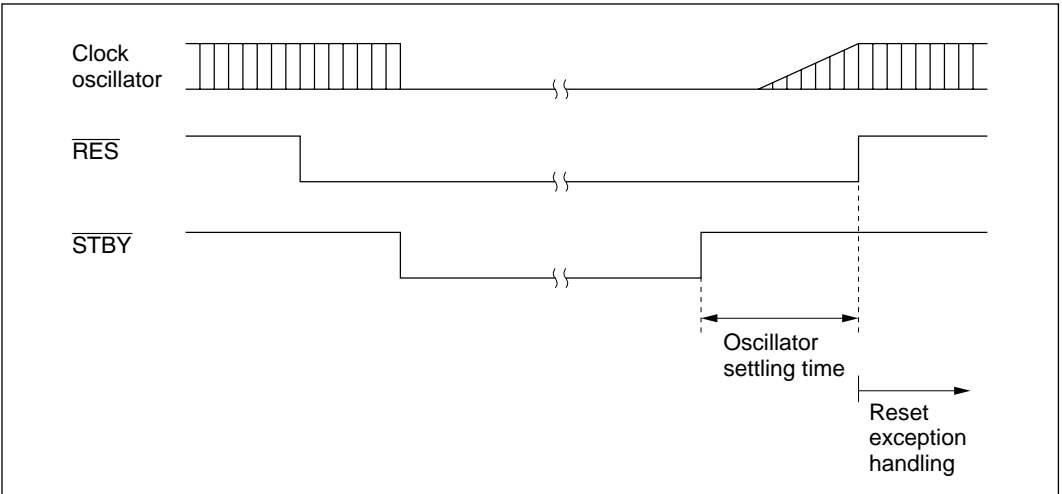 Clock
oscillator
RES
STBY
Oscillator
settling time
Reset
exception
handling